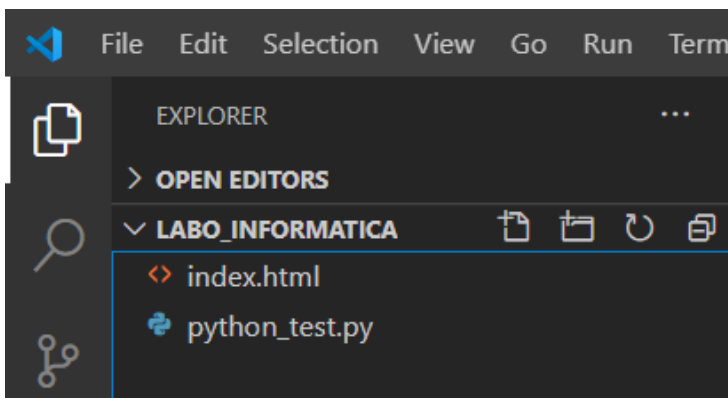 File Edit Selection View Go Run Term
EXPLORER
OPEN EDITORS
LABO_INFORMATICA
index.html
python_test.py